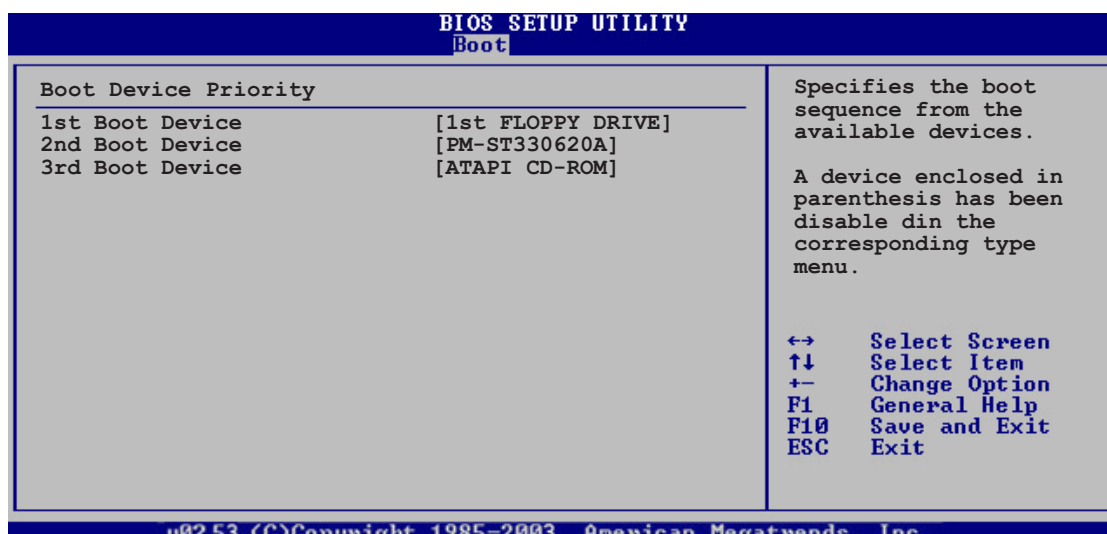 BIOS SETUP UTILITY
Boot
Boot Device Priority
1st Boot Device [1st FLOPPY DRIVE]
2nd Boot Device [PM-ST330620A]
3rd Boot Device [ATAPI CD-ROM]
Specifies the boot
sequence from the
available devices.
A device enclosed in
parenthesis has been
disable din the
corresponding type
menu.
←→ Select Screen
↑↓ Select Item
+- Change Option
F1 General Help
F10 Save and Exit
ESC Exit
v02.53 (C)Copyright 1985-2003, American Megatrends, Inc.